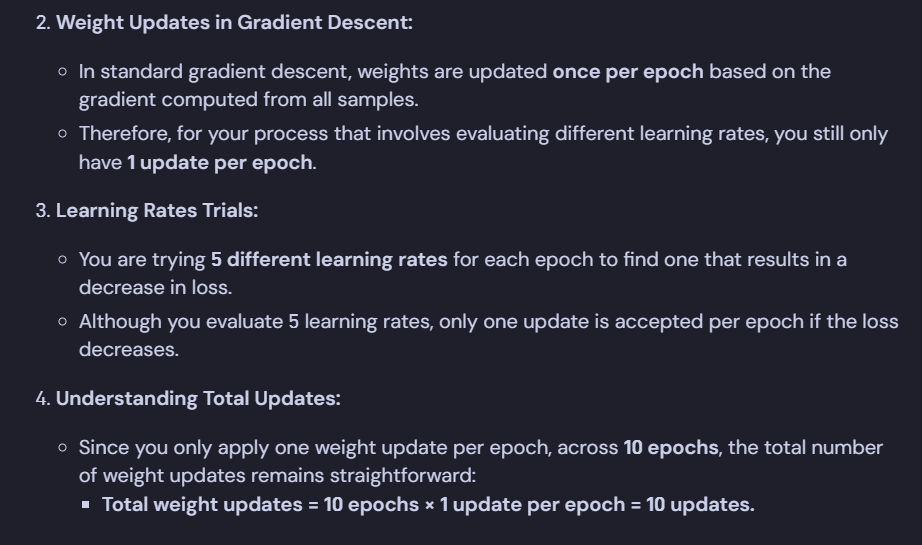 2. Weight Updates in Gradient Descent:
○ In standard gradient descent, weights are updated once per epoch based on the
gradient computed from all samples.
○ Therefore, for your process that involves evaluating different learning rates, you still only
have 1 update per epoch.
3. Learning Rates Trials:
○ You are trying 5 different learning rates for each epoch to find one that results in a
decrease in loss.
○ Although you evaluate 5 learning rates, only one update is accepted per epoch if the loss
decreases.
4. Understanding Total Updates:
○ Since you only apply one weight update per epoch, across 10 epochs, the total number
of weight updates remains straightforward:
▪ Total weight updates = 10 epochs × 1 update per epoch = 10 updates.